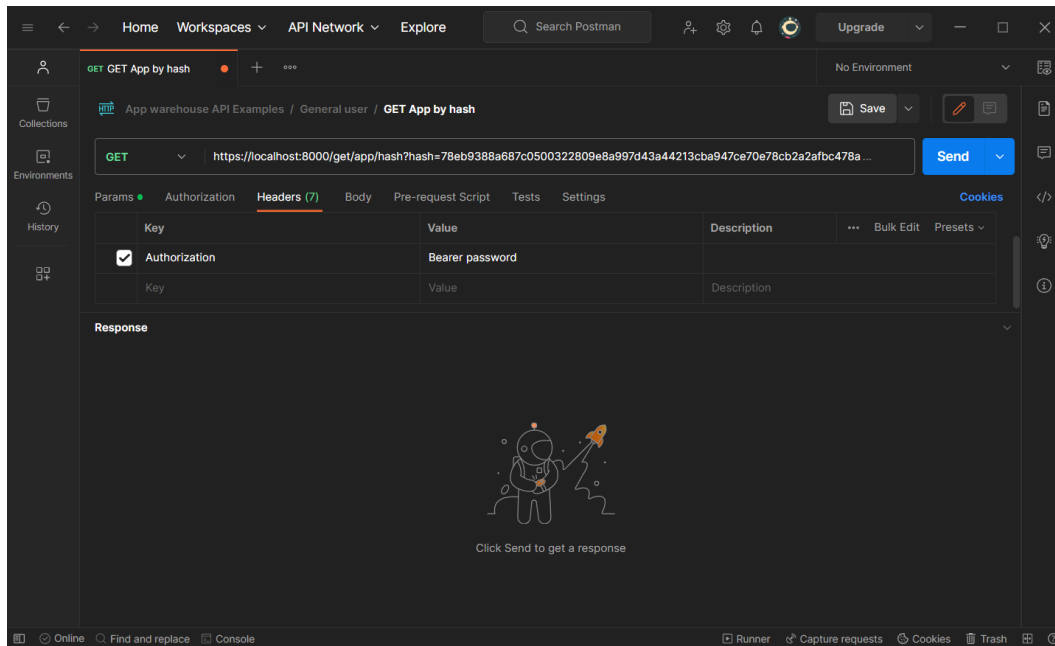 Home Workspaces API Network Explore Search Postman Upgrade
GET GET App by hash No Environment
HTTP App warehouse API Examples / General user / GET App by hash Save
Collections
GET https://localhost:8000/get/app/hash?hash=78eb9388a687c0500322809e8a997d43a44213cba947ce70e78cb2a2afbc478a ... Send
Environments
Params Authorization Headers (7) Body Pre-request Script Tests Settings Cookies
History
Key Value Description ••• Bulk Edit Presets
Authorization Bearer password
Key Value Description
Response
Click Send to get a response
Online Find and replace Console Runner Capture requests Cookies Trash